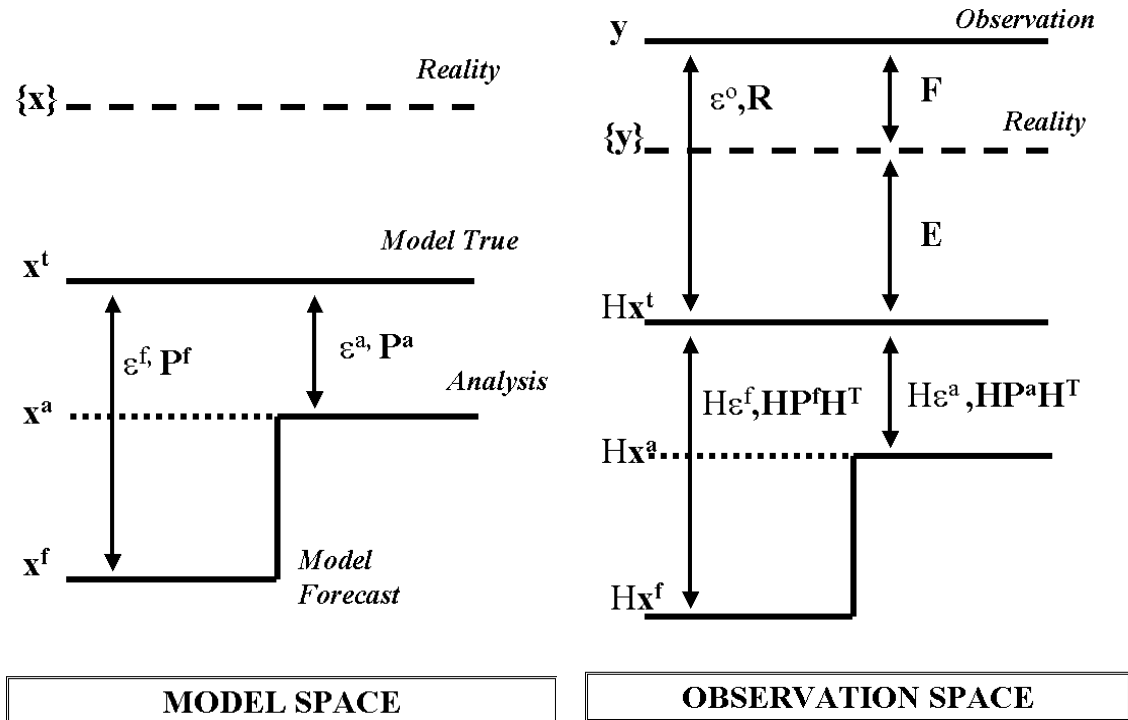 Reality
{x}
Model True
xᵗ
εᶠ, Pᶠ
εᵃ, Pᵃ
Analysis
xᵃ
xᶠ
Model
Forecast
MODEL SPACE
Observation
y
εᵒ,R
F
Reality
{y}
E
Hxᵗ
Hεᶠ,HPᶠHᵀ
Hεᵃ,HPᵃHᵀ
Hxᵃ
Hxᶠ
OBSERVATION SPACE